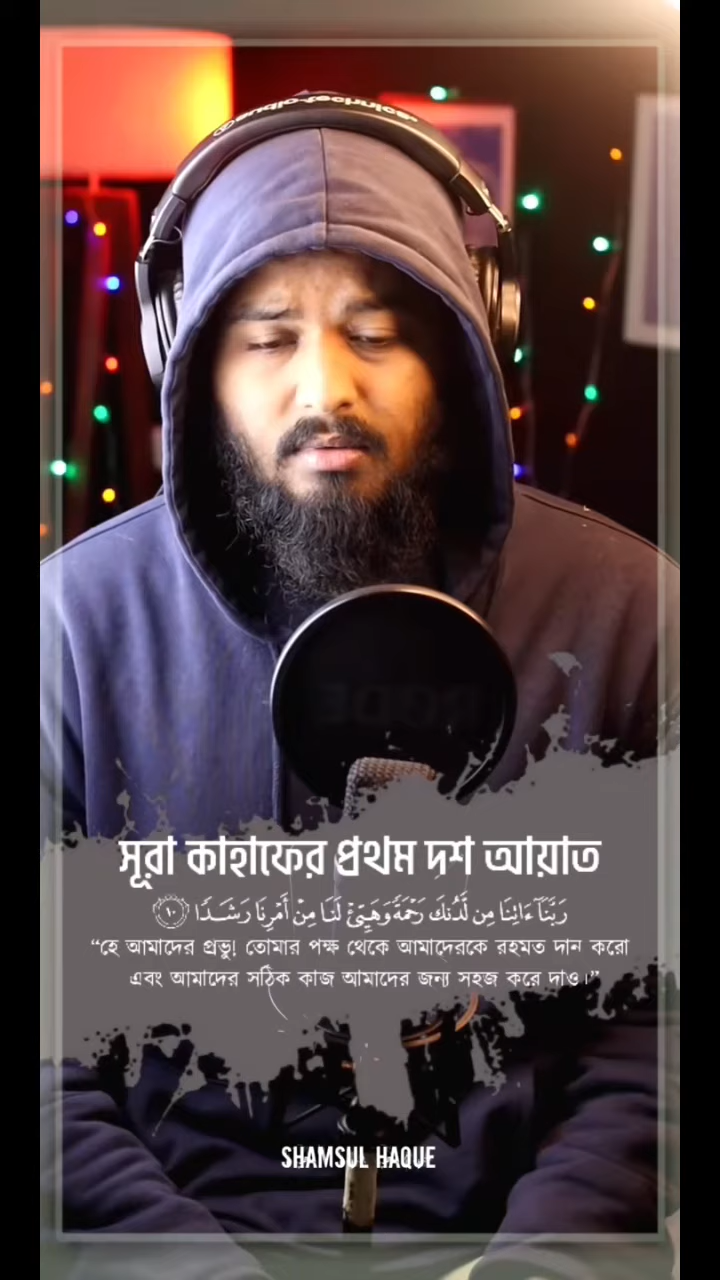 সূরা কাহাফের প্রথম দশ আয়াত
رَبَّنَآ ءَاتِنَا مِن لَّدُنكَ رَحْمَةً وَهَيِّئْ لَنَا مِنْ أَمْرِنَا رَشَدًا ١٠
“হে আমাদের প্রভু! তোমার পক্ষ থেকে আমাদেরকে রহমত দান করো
এবং আমাদের সঠিক কাজ আমাদের জন্য সহজ করে দাও।”
SHAMSUL HAQUE